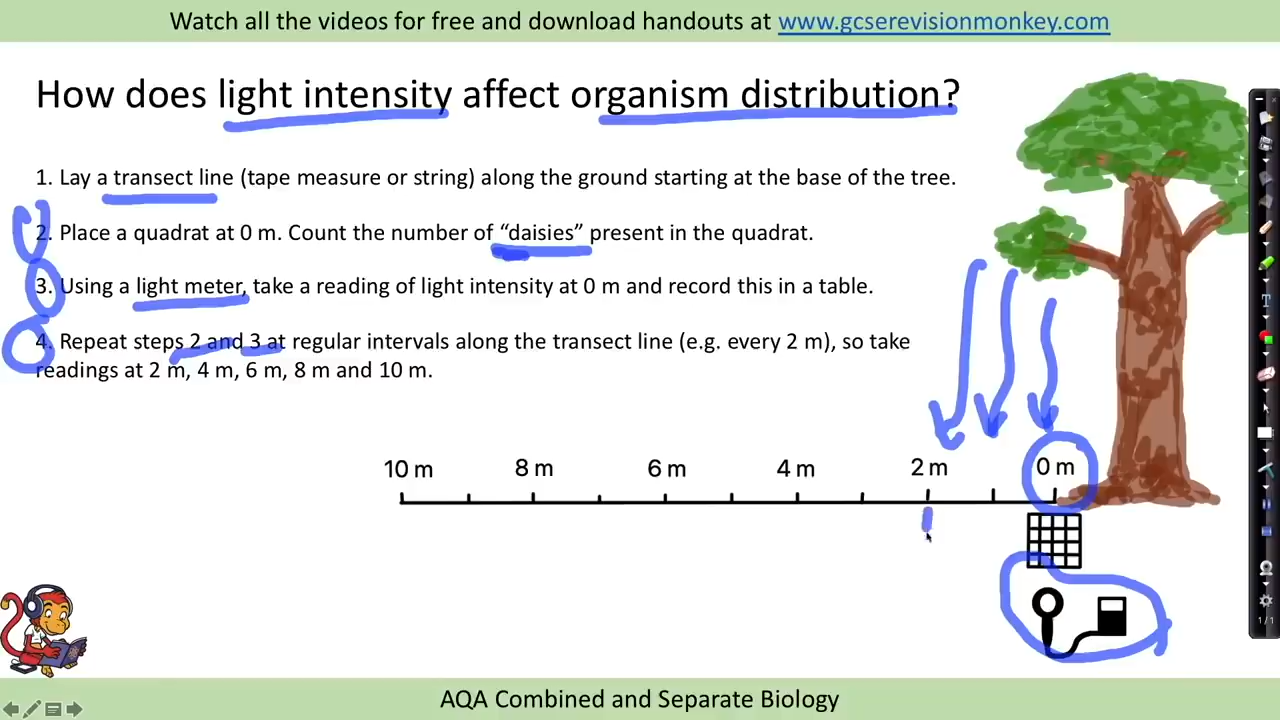 Watch all the videos for free and download handouts at www.gcserevisionmonkey.com
How does light intensity affect organism distribution?
1. Lay a transect line (tape measure or string) along the ground starting at the base of the tree.
2. Place a quadrat at 0 m. Count the number of “daisies” present in the quadrat.
3. Using a light meter, take a reading of light intensity at 0 m and record this in a table.
4. Repeat steps 2 and 3 at regular intervals along the transect line (e.g. every 2 m), so take
readings at 2 m, 4 m, 6 m, 8 m and 10 m.
10 m 8 m 6 m 4 m 2 m 0 m
1/1
AQA Combined and Separate Biology